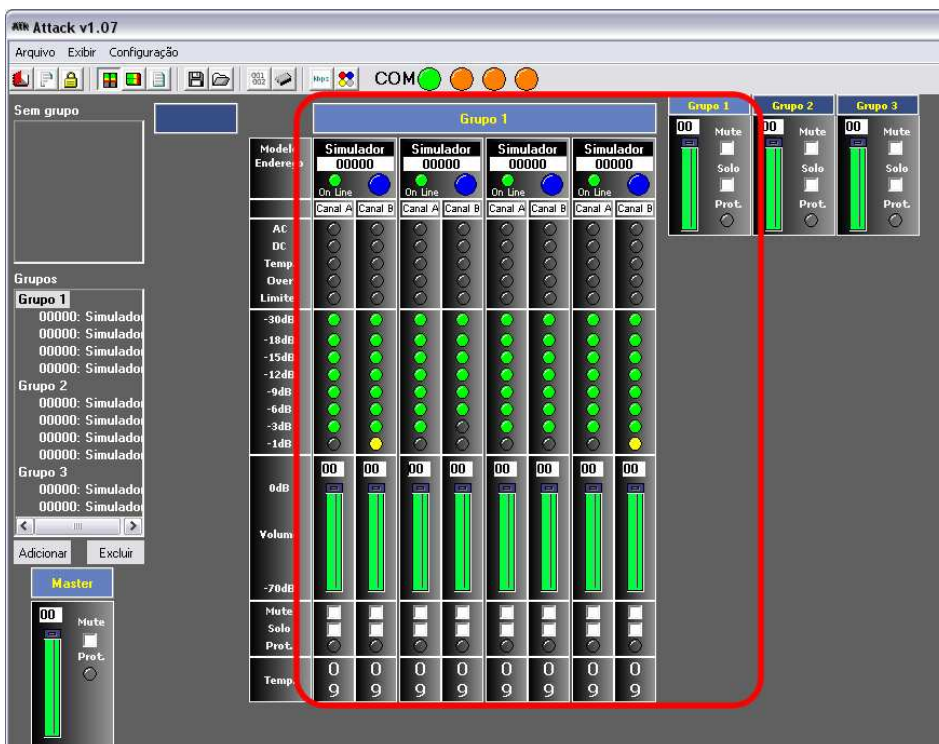 ATK Attack v1.07
Arquivo Exibir Configuração
001 002 kbps COM
Sem grupo
Grupos
Grupo 1
00000: Simulador
00000: Simulador
00000: Simulador
00000: Simulador
Grupo 2
00000: Simulador
00000: Simulador
00000: Simulador
00000: Simulador
Grupo 3
00000: Simulador
00000: Simulador
Adicionar Excluir
Master
00 Mute
Prot.
Grupo 1
Modelo Simulador Simulador Simulador Simulador
Endereço 00000 00000 00000 00000
On Line On Line On Line On Line
Canal A Canal B Canal A Canal B Canal A Canal B Canal A Canal B
AC
DC
Temp.
Over
Limite
-30dB
-18dB
-15dB
-12dB
-9dB
-6dB
-3dB
-1dB
00 00 00 00 00 00 00 00
0dB
Volum
-70dB
Mute
Solo
Prot.
Temp. 0 0 0 0 0 0 0 0
9 9 9 9 9 9 9 9
Grupo 1 Grupo 2 Grupo 3
00 Mute 00 Mute 00 Mute
Solo Solo Solo
Prot. Prot. Prot.